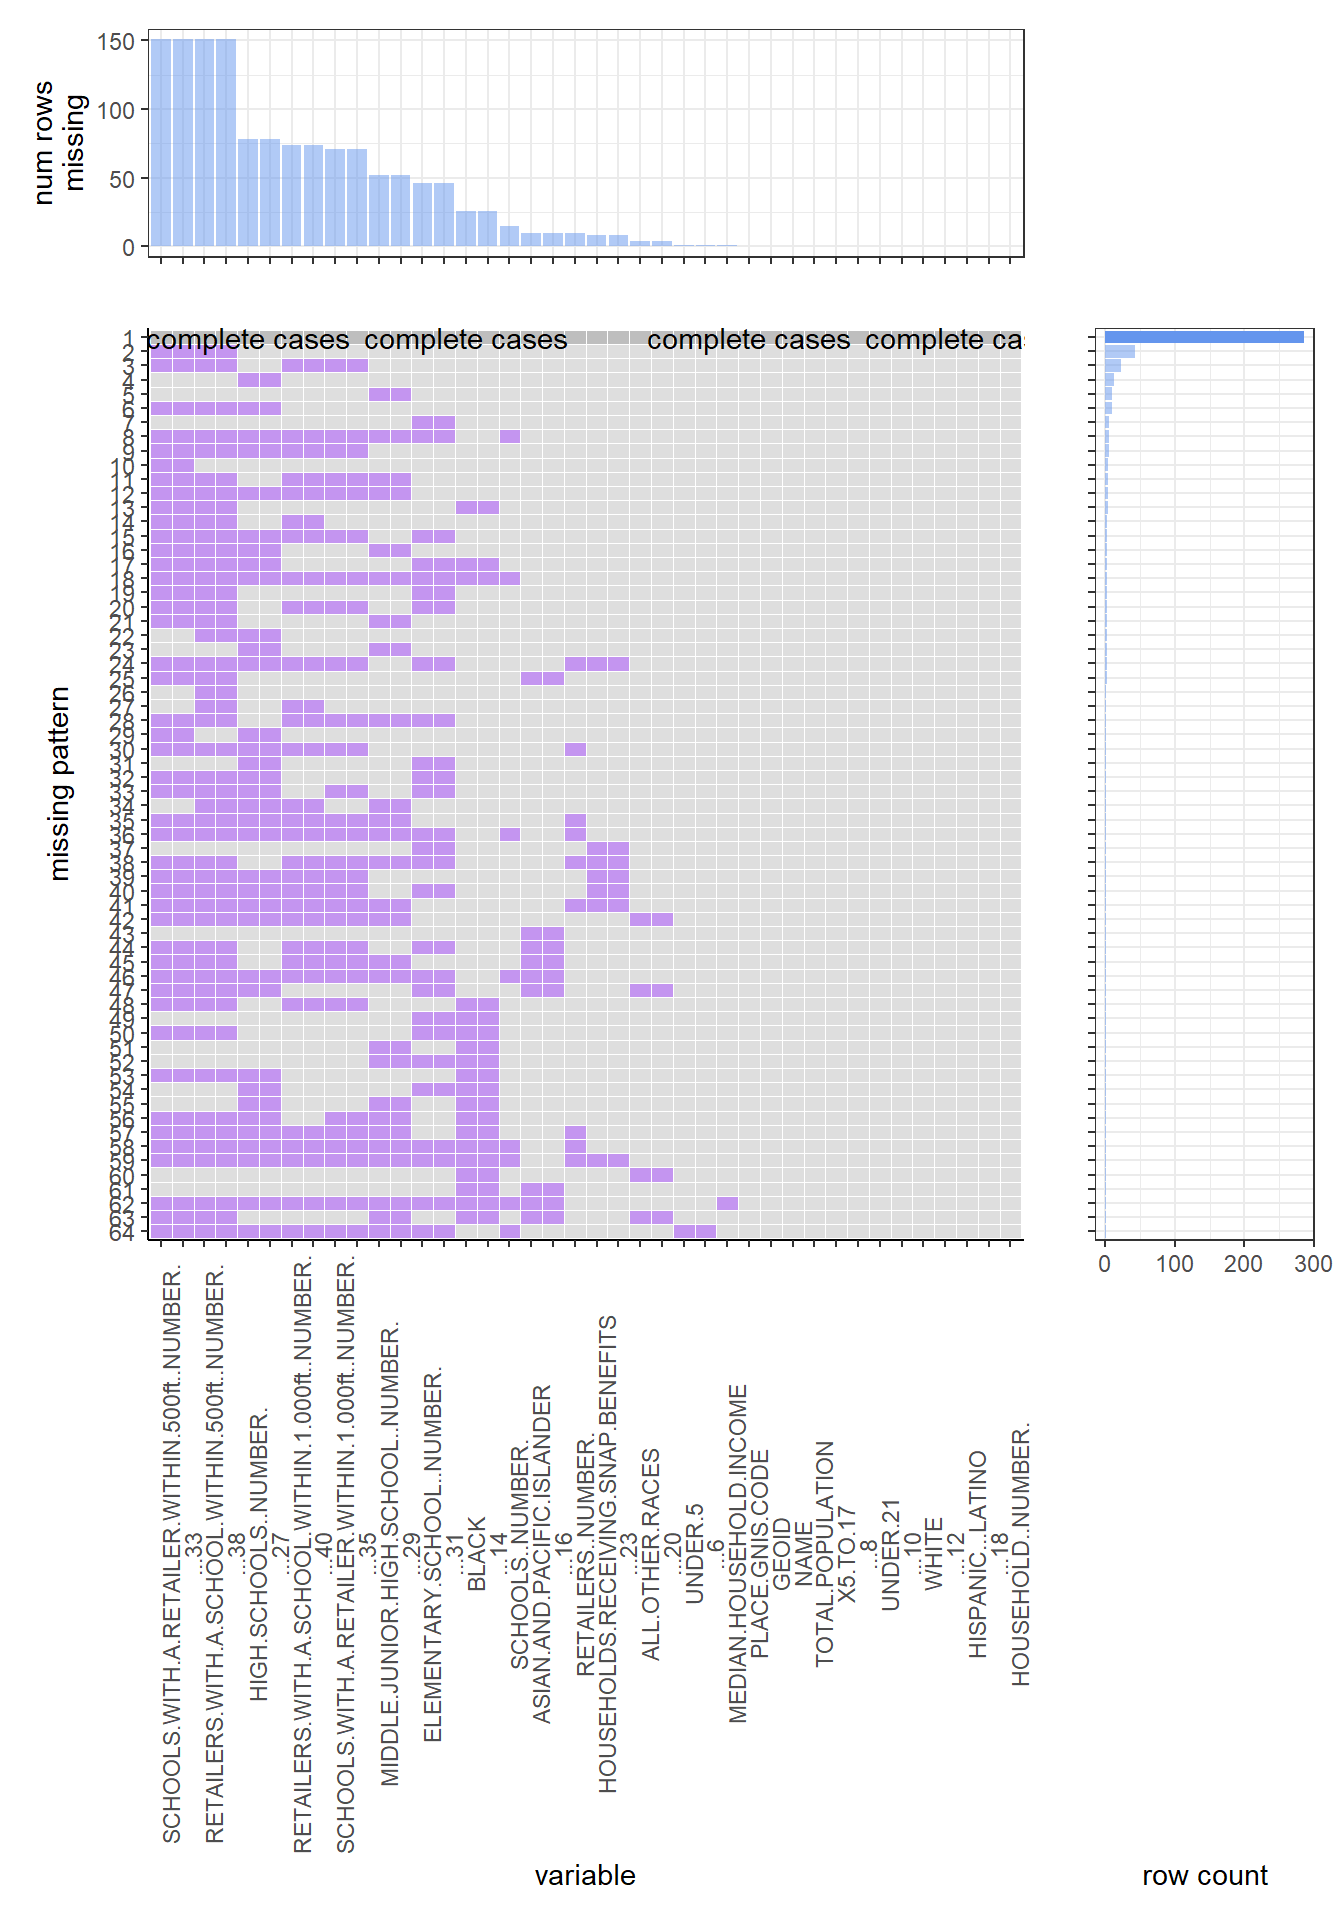 num rows
missing
150
100
50
0
complete cases complete cases complete cases complete cas
missing pattern
1
2
3
4
5
6
7
8
9
10
11
12
13
14
15
16
17
18
19
20
21
22
23
24
25
26
27
28
29
30
31
32
33
34
35
36
37
38
39
40
41
42
43
44
45
46
47
48
49
50
51
52
53
54
55
56
57
58
59
60
61
62
63
64
0 100 200 300
SCHOOLS.WITH.A.RETAILER.WITHIN.500ft..NUMBER.
...33
RETAILERS.WITH.A.SCHOOL.WITHIN.500ft..NUMBER.
...38
HIGH.SCHOOLS..NUMBER.
...27
RETAILERS.WITH.A.SCHOOL.WITHIN.1.000ft..NUMBER.
...40
SCHOOLS.WITH.A.RETAILER.WITHIN.1.000ft..NUMBER.
...35
MIDDLE.JUNIOR.HIGH.SCHOOL..NUMBER.
...29
ELEMENTARY.SCHOOL..NUMBER.
...31
BLACK
...14
SCHOOLS..NUMBER.
ASIAN.AND.PACIFIC.ISLANDER
...16
RETAILERS..NUMBER.
HOUSEHOLDS.RECEIVING.SNAP.BENEFITS
...23
ALL.OTHER.RACES
...20
UNDER.5
...6
MEDIAN.HOUSEHOLD.INCOME
PLACE.GNIS.CODE
GEOID
NAME
TOTAL.POPULATION
X5.TO.17
...8
UNDER.21
...10
WHITE
...12
HISPANIC...LATINO
...18
HOUSEHOLD..NUMBER.
variable
row count